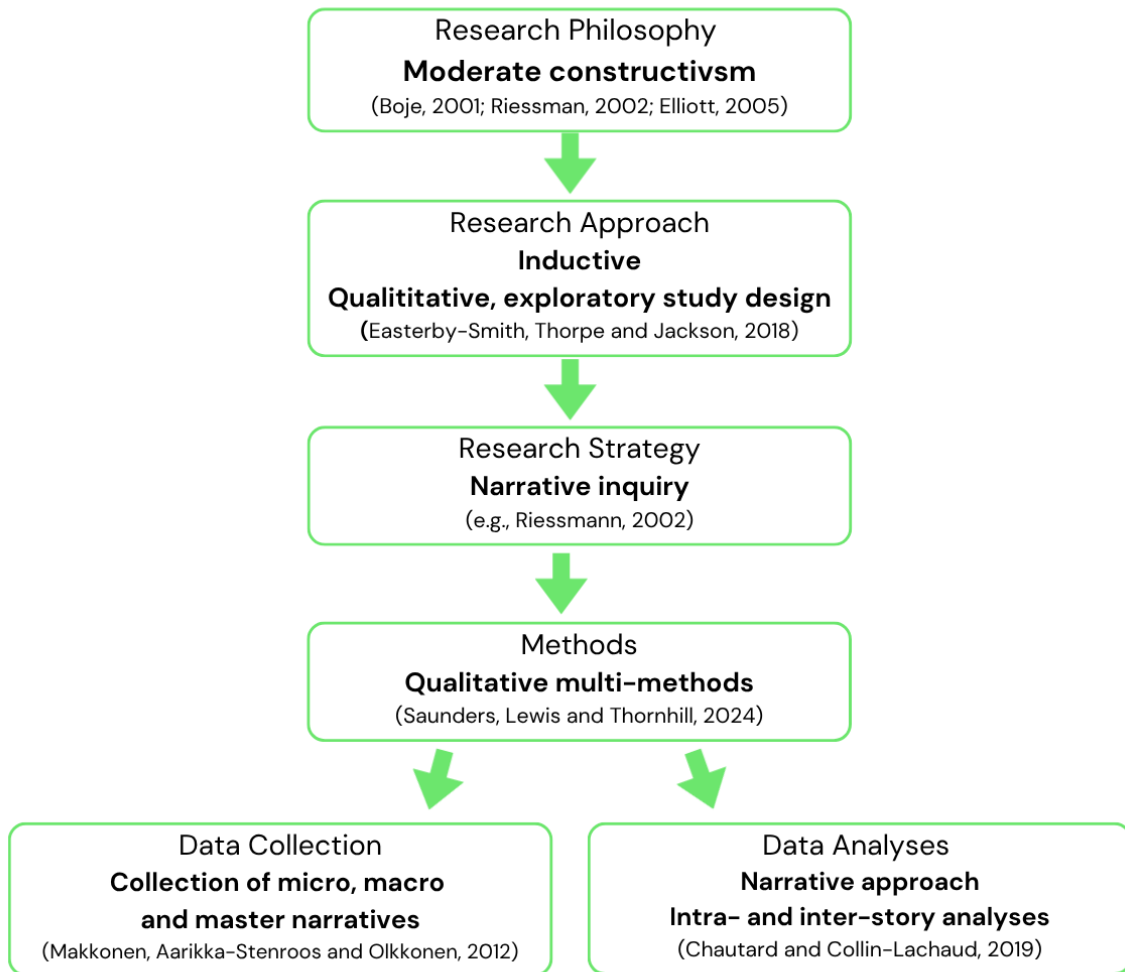 Research Philosophy
Moderate constructivsm
(Boje, 2001; Riessman, 2002; Elliott, 2005)
Research Approach
Inductive
Qualititative, exploratory study design
(Easterby-Smith, Thorpe and Jackson, 2018)
Research Strategy
Narrative inquiry
(e.g., Riessmann, 2002)
Methods
Qualitative multi-methods
(Saunders, Lewis and Thornhill, 2024)
Data Collection
Collection of micro, macro
and master narratives
(Makkonen, Aarikka-Stenroos and Olkkonen, 2012)
Data Analyses
Narrative approach
Intra- and inter-story analyses
(Chautard and Collin-Lachaud, 2019)